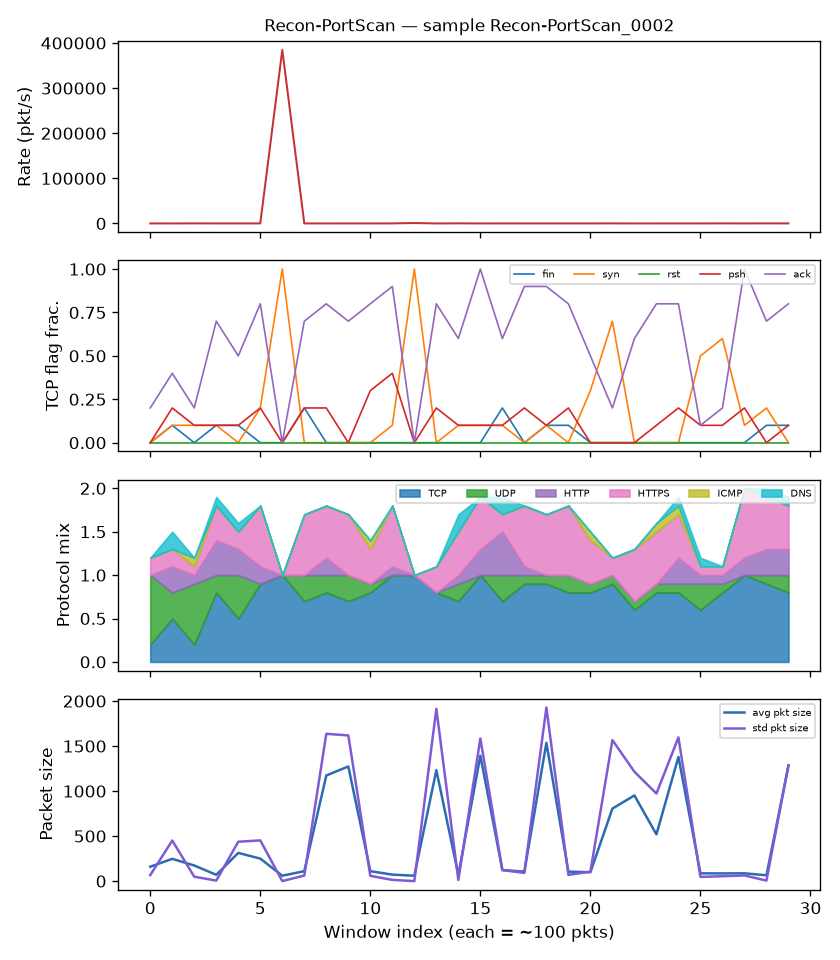 Recon-PortScan — sample Recon-PortScan_0002
400000
300000
200000
100000
0
Rate (pkt/s)
1.00
0.75
0.50
0.25
0.00
TCP flag frac.
fin syn rst psh ack
2.0
1.5
1.0
0.5
0.0
Protocol mix
TCP UDP HTTP HTTPS ICMP DNS
2000
1500
1000
500
0
Packet size
avg pkt size
std pkt size
0 5 10 15 20 25 30
Window index (each = ~100 pkts)